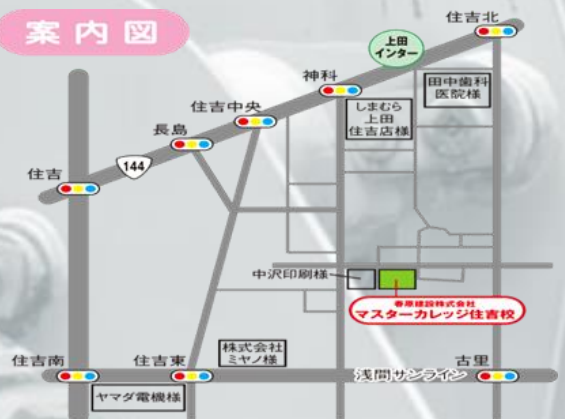 案内図
住吉北
上田
インター
神科
田中歯科
医院様
しまむら
上田
住吉店様
住吉中央
長島
144
住吉
中沢印刷様
春原建設株式会社
マスターカレッジ住吉校
株式会社
ミヤノ様
住吉南
住吉東
浅間サンライン
古里
ヤマダ電機様